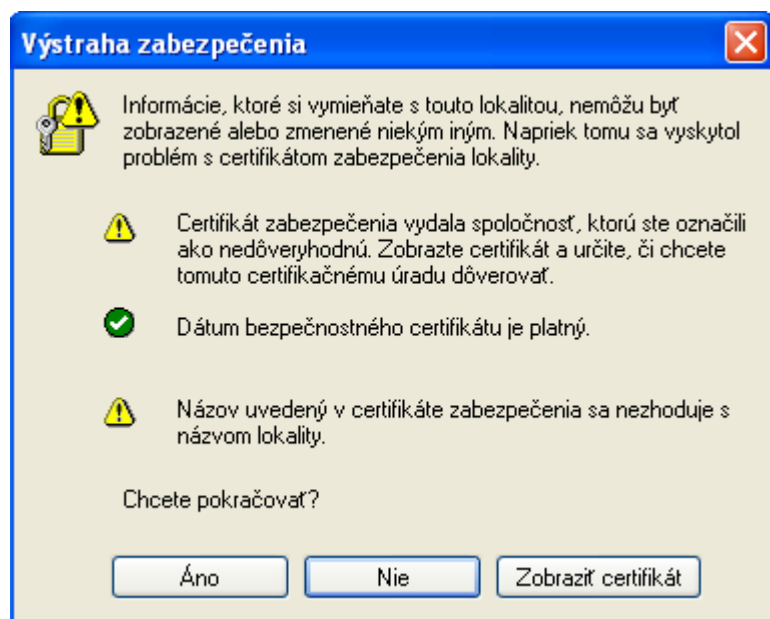 Výstraha zabezpečenia
Informácie, ktoré si vymieňate s touto lokalitou, nemôžu byť
zobrazené alebo zmenené niekým iným. Napriek tomu sa vyskytol
problém s certifikátom zabezpečenia lokality.
Certifikát zabezpečenia vydala spoločnosť, ktorú ste označili
ako nedôveryhodnú. Zobrazte certifikát a určite, či chcete
tomuto certifikačnému úradu dôverovať.
Dátum bezpečnostného certifikátu je platný.
Názov uvedený v certifikáte zabezpečenia sa nezhoduje s
názvom lokality.
Chcete pokračovať?
Áno
Nie
Zobraziť certifikát